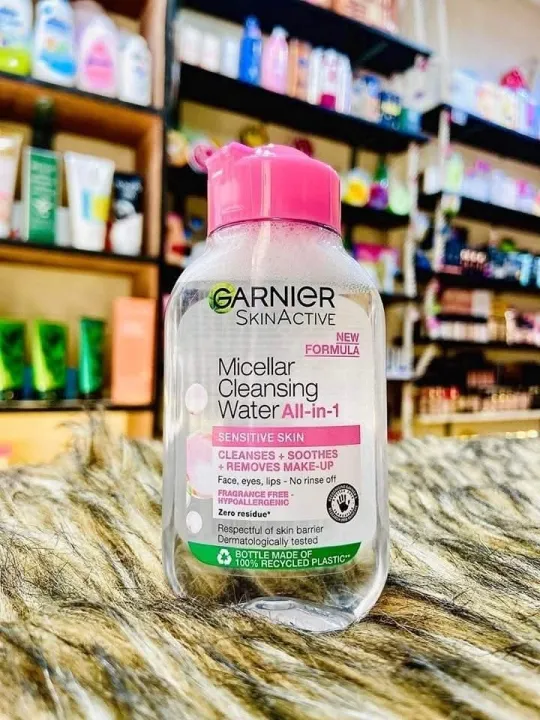 GARNIER
SKINACTIVE
NEW
FORMULA
Micellar
Cleansing
Water All-in-1
SENSITIVE SKIN
CLEANSES + SOOTHES
+ REMOVES MAKE-UP
Face, eyes, lips - No rinse off
FRAGRANCE FREE -
HYPOALLERGENIC
Zero residue*
Respectful of skin barrier
Dermatologically tested
BOTTLE MADE OF
100% RECYCLED PLASTIC**